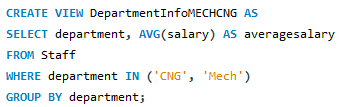 CREATE VIEW DepartmentInfoMECHCNG AS
SELECT department, AVG(salary) AS averagesalary
FROM Staff
WHERE department IN ('CNG', 'Mech')
GROUP BY department;